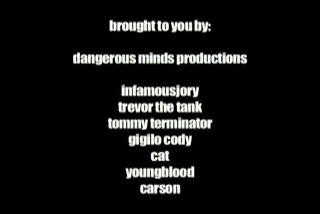 brought to you by:
dangerous minds productions
infamousjory
trevor the tank
tommy terminator
gigilo cody
cat
youngblood
carson